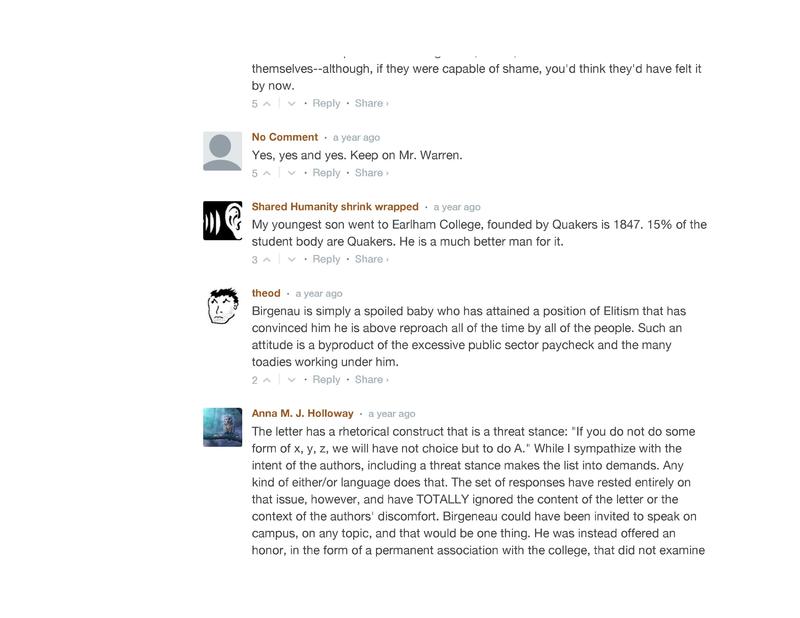 themselves--although, if they were capable of shame, you'd think they'd have felt it
by now.
5 • Reply • Share ›
No Comment • a year ago
Yes, yes and yes. Keep on Mr. Warren.
5 • Reply • Share ›
Shared Humanity shrink wrapped • a year ago
My youngest son went to Earlham College, founded by Quakers is 1847. 15% of the
student body are Quakers. He is a much better man for it.
3 • Reply • Share ›
theod • a year ago
Birgenau is simply a spoiled baby who has attained a position of Elitism that has
convinced him he is above reproach all of the time by all of the people. Such an
attitude is a byproduct of the excessive public sector paycheck and the many
toadies working under him.
2 • Reply • Share ›
Anna M. J. Holloway • a year ago
The letter has a rhetorical construct that is a threat stance: "If you do not do some
form of x, y, z, we will have not choice but to do A." While I sympathize with the
intent of the authors, including a threat stance makes the list into demands. Any
kind of either/or language does that. The set of responses have rested entirely on
that issue, however, and have TOTALLY ignored the content of the letter or the
context of the authors' discomfort. Birgeneau could have been invited to speak on
campus, on any topic, and that would be one thing. He was instead offered an
honor, in the form of a permanent association with the college, that did not examine